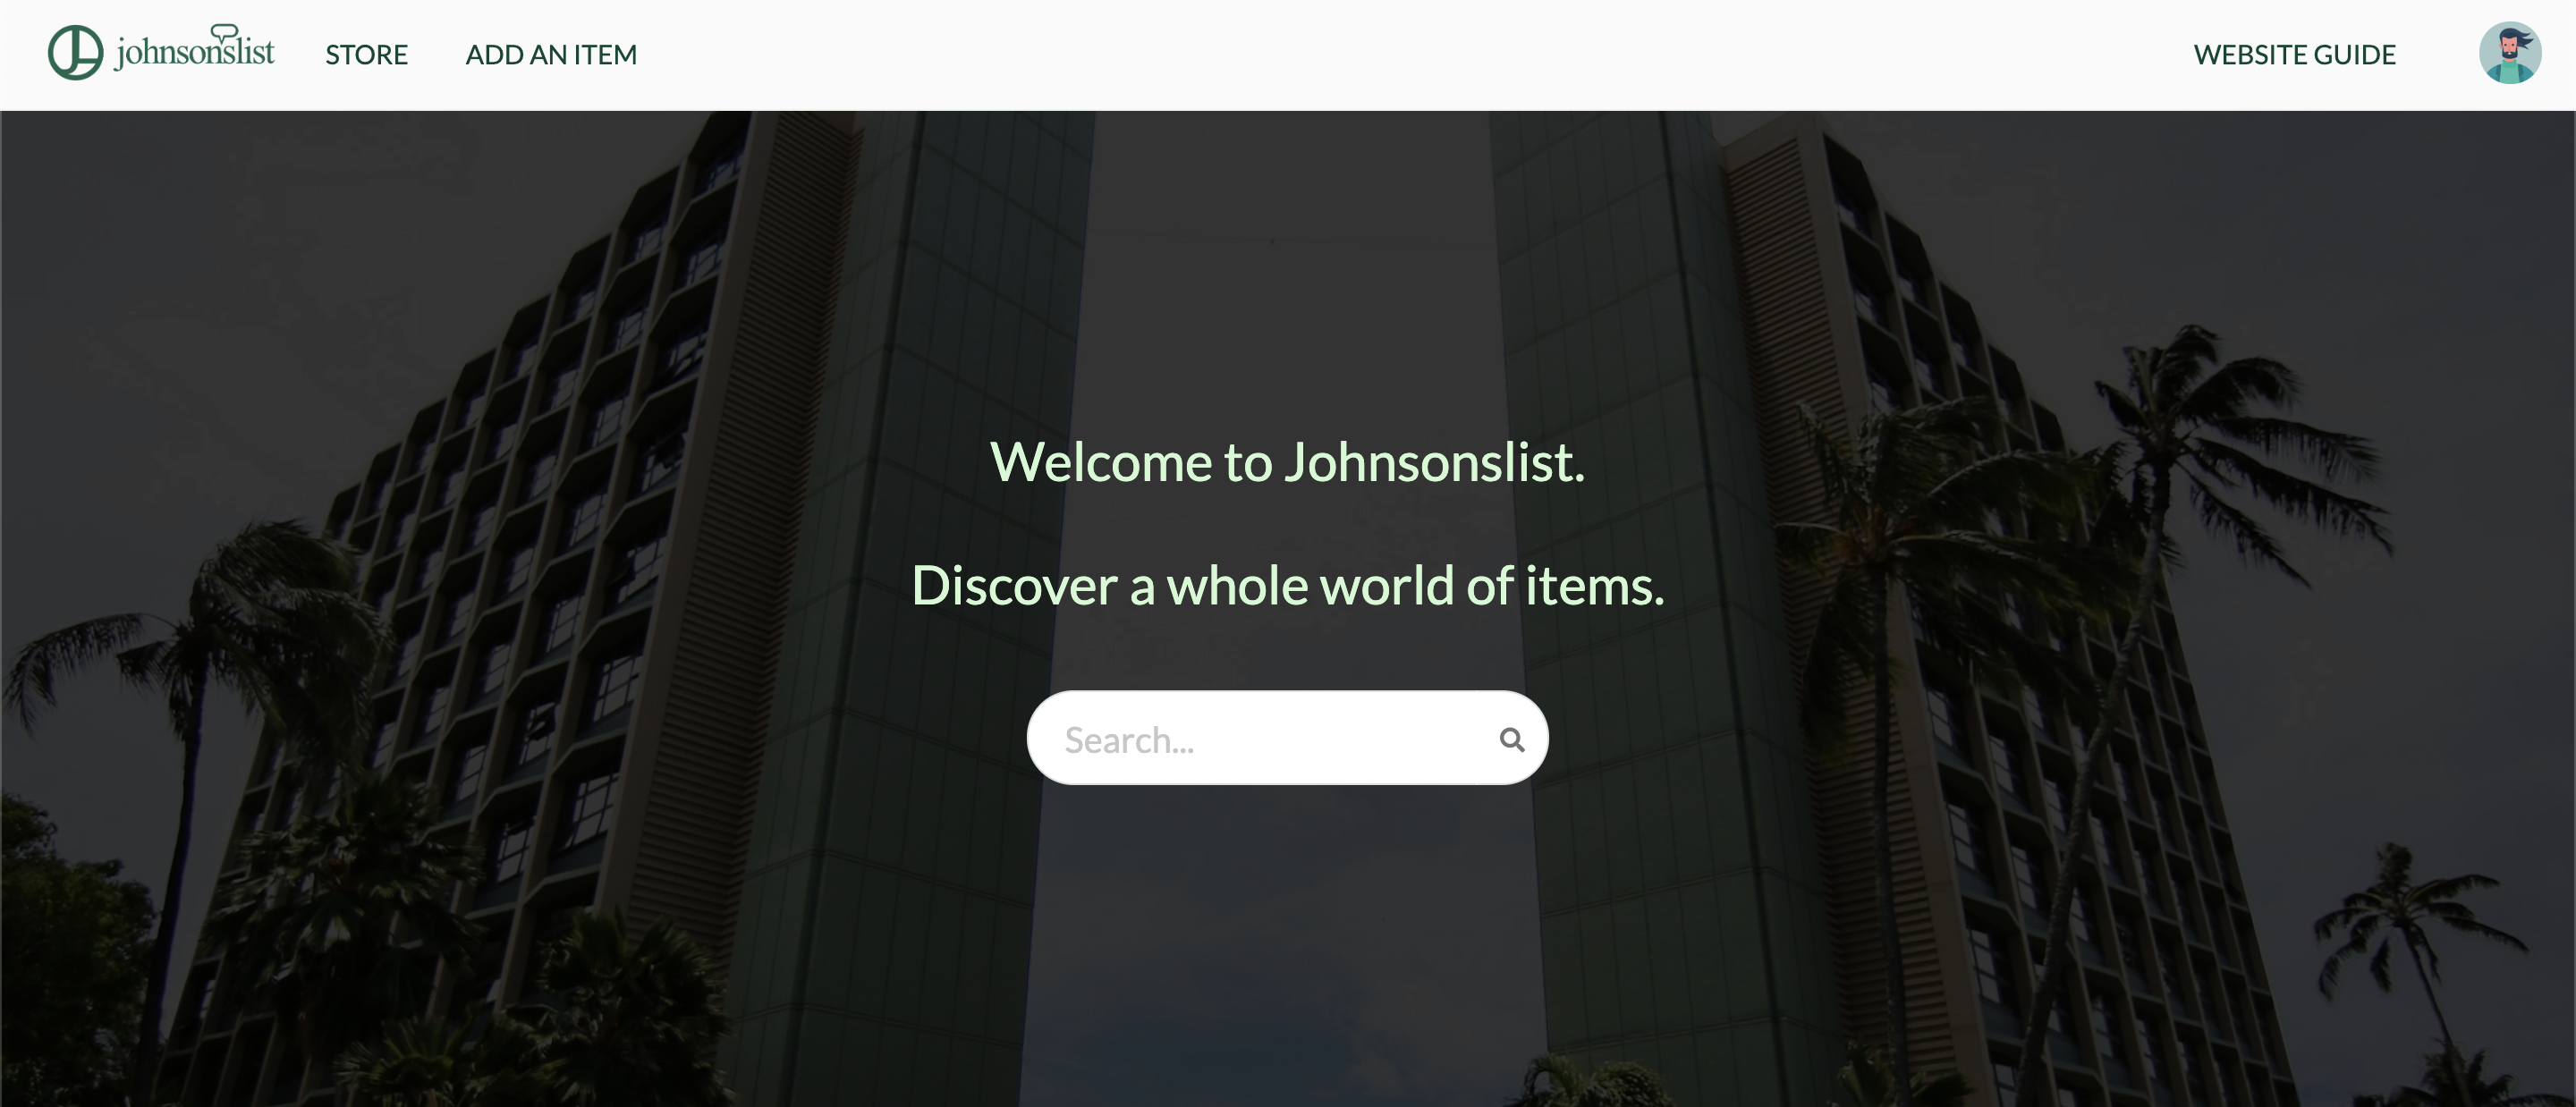 johnsonslist
STORE
ADD AN ITEM
WEBSITE GUIDE
Welcome to Johnsonslist.
Discover a whole world of items.
Search...